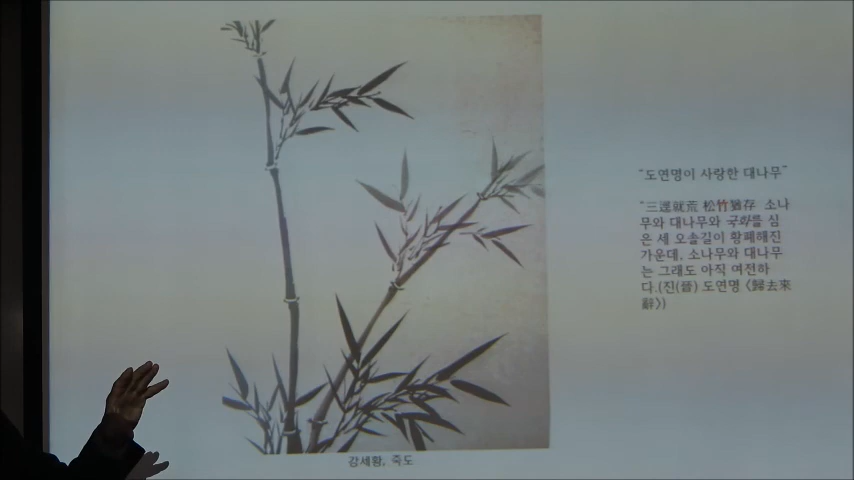 "도연명이 사랑한 대나무"
"三逕就荒 松竹猶存 소나
무와 대나무와 국화를 심
은 세 오솔길이 황폐해진
가운데, 소나무와 대나무
는 그래도 아직 여전하
다.(진(晉) 도연명 〈歸去來
辭〉)
강세황, 죽도